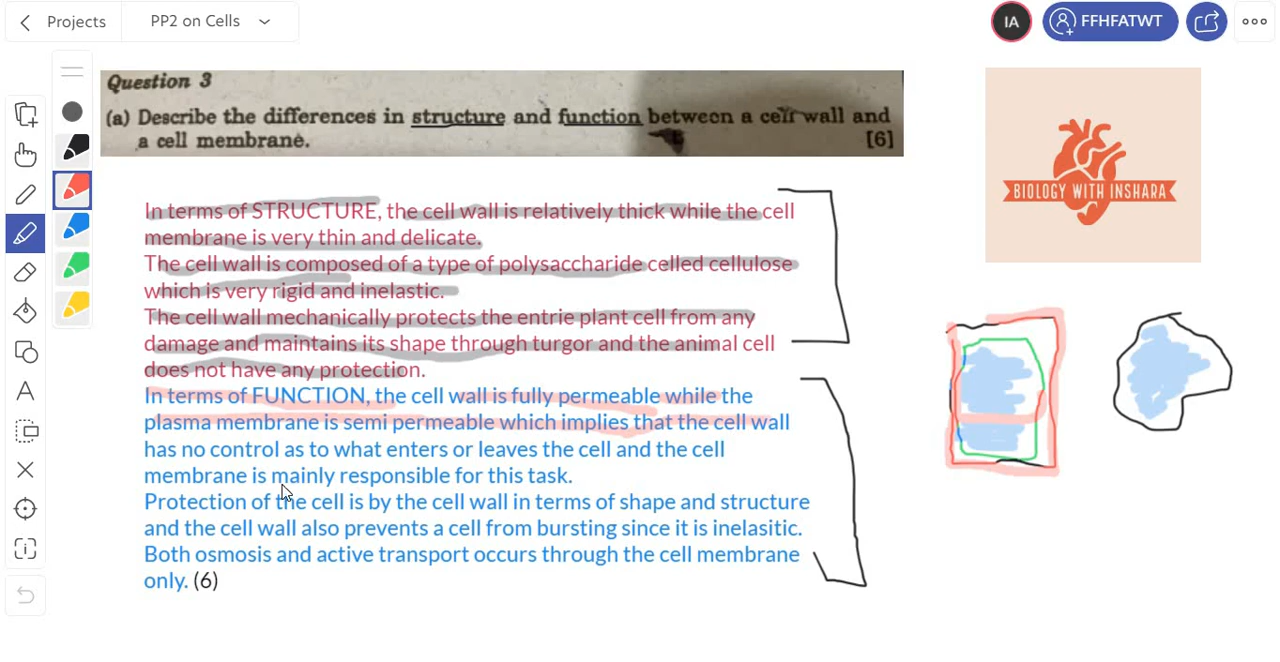 Projects
PP2 on Cells
IA
FFHFATWT
Question 3
(a) Describe the differences in structure and function between a cell wall and
a cell membrane. [6]
BIOLOGY WITH INSHARA
In terms of STRUCTURE, the cell wall is relatively thick while the cell
membrane is very thin and delicate.
The cell wall is composed of a type of polysaccharide celled cellulose
which is very rigid and inelastic.
The cell wall mechanically protects the entrie plant cell from any
damage and maintains its shape through turgor and the animal cell
does not have any protection.
In terms of FUNCTION, the cell wall is fully permeable while the
plasma membrane is semi permeable which implies that the cell wall
has no control as to what enters or leaves the cell and the cell
membrane is mainly responsible for this task.
Protection of the cell is by the cell wall in terms of shape and structure
and the cell wall also prevents a cell from bursting since it is inelasitic.
Both osmosis and active transport occurs through the cell membrane
only. (6)
A